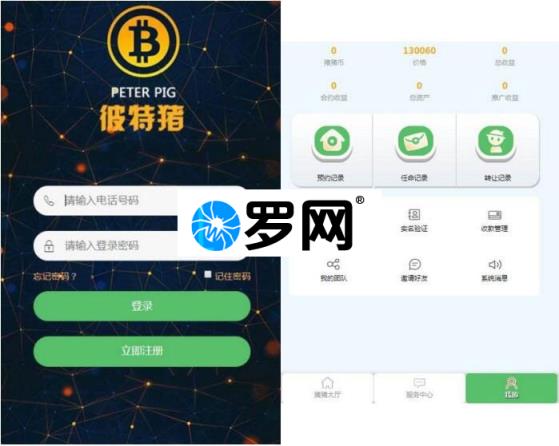 PETER PIG
彼特猪
请输入电话号码
请输入登录密码
忘记密码？
记住密码
登录
立即注册
罗网®
0
130060
0
猪猪币
价格
总收益
0
0
0
合约收益
总资产
推广收益
预约记录
任命记录
转让记录
实名验证
收款管理
我的团队
邀请好友
系统消息
猪猪大厅
服务中心
我的